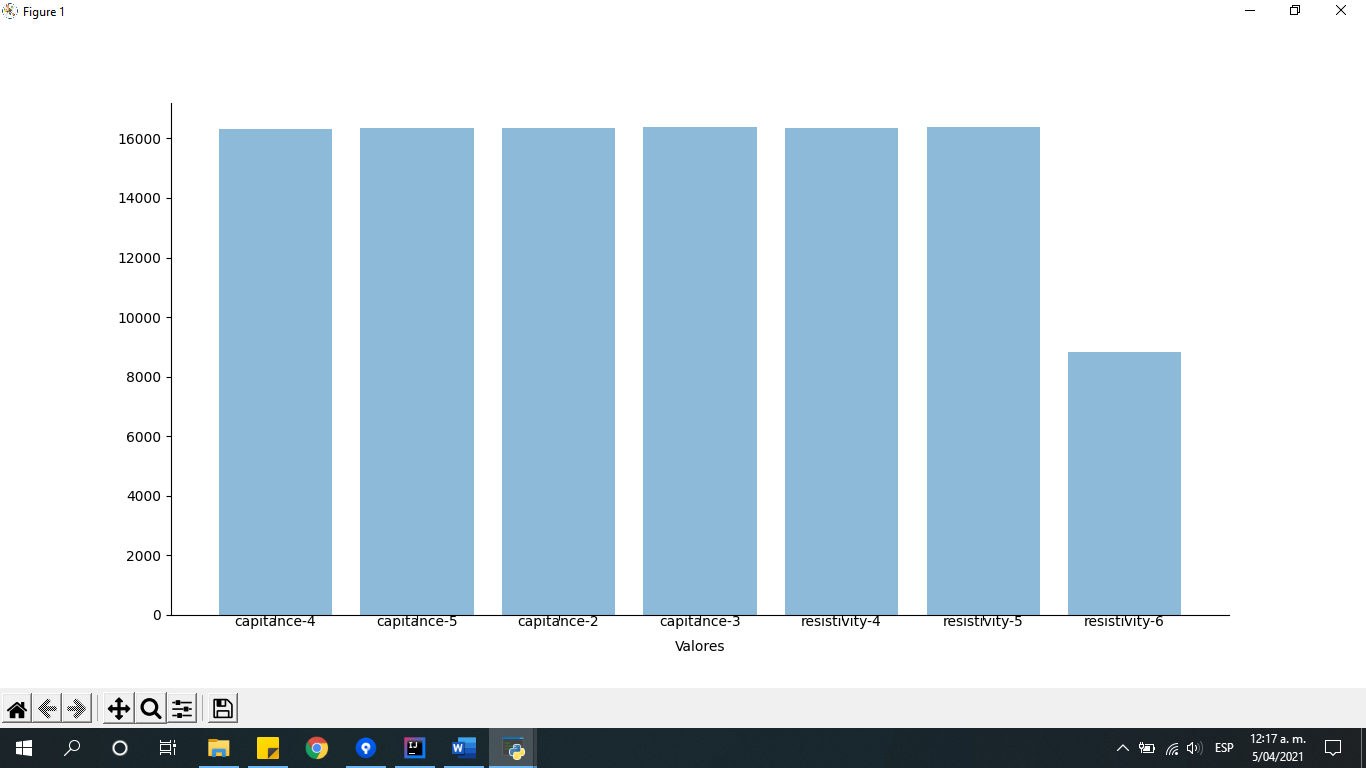 Figure 1
16000
14000
12000
10000
8000
6000
4000
2000
0
capitance-4 capitance-5 capitance-2 capitance-3 resistivity-4 resistivity-5 resistivity-6
Valores
IJ
W
ESP
12:17 a. m.
5/04/2021